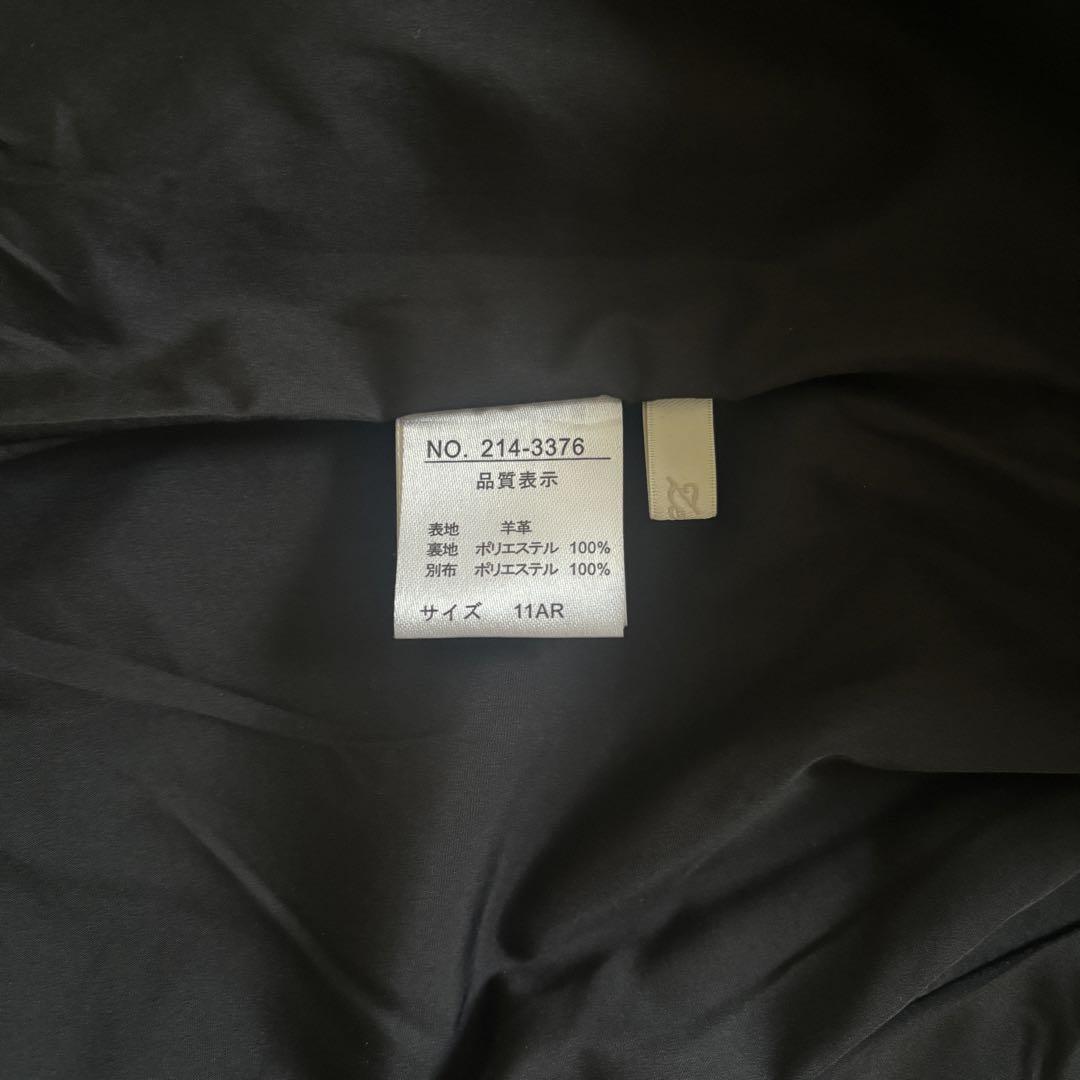 NO. 214-3376
品質表示
表地 羊革
裏地 ポリエステル 100%
別布 ポリエステル 100%
サイズ 11AR